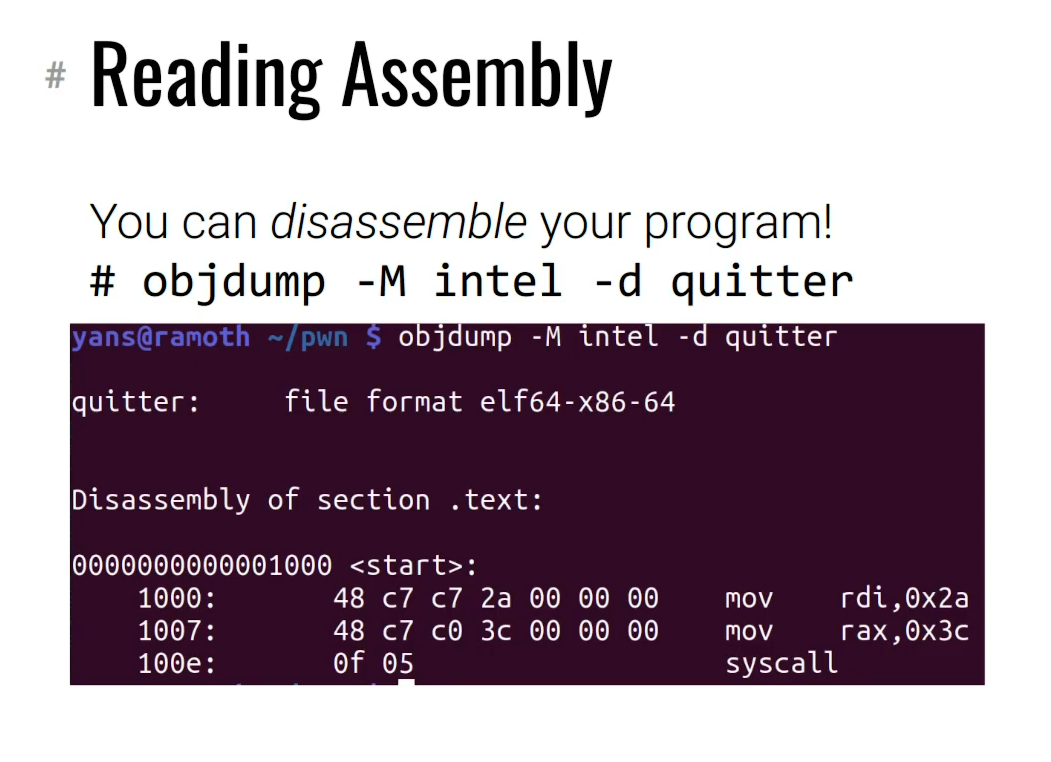 # Reading Assembly
You can disassemble your program!
# objdump -M intel -d quitter
yans@ramoth ~/pwn $ objdump -M intel -d quitter
quitter:     file format elf64-x86-64
Disassembly of section .text:
0000000000001000 <start>:
    1000:       48 c7 c7 2a 00 00 00    mov    rdi,0x2a
    1007:       48 c7 c0 3c 00 00 00    mov    rax,0x3c
    100e:       0f 05                   syscall